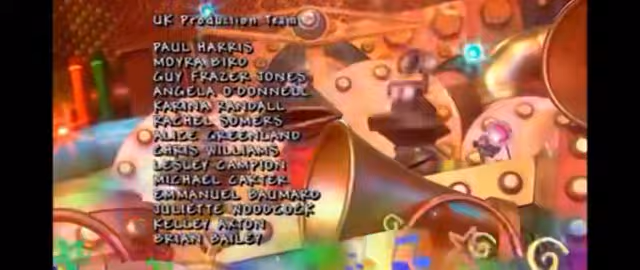 UK Production Team
PAUL HARRIS
MOYRA BIRD
GUY FRAZER-JONES
ANGELA O'DONNELL
KARINA RANDALL
RACHEL SOMERS
ALICE GREENLAND
CHRIS WILLIAMS
LESLEY CAMPION
MICHAEL CARTER
EMMANUEL BAUMARD
JULIETTE WOODCOCK
KELLEY AXTON
BRIAN BAILEY